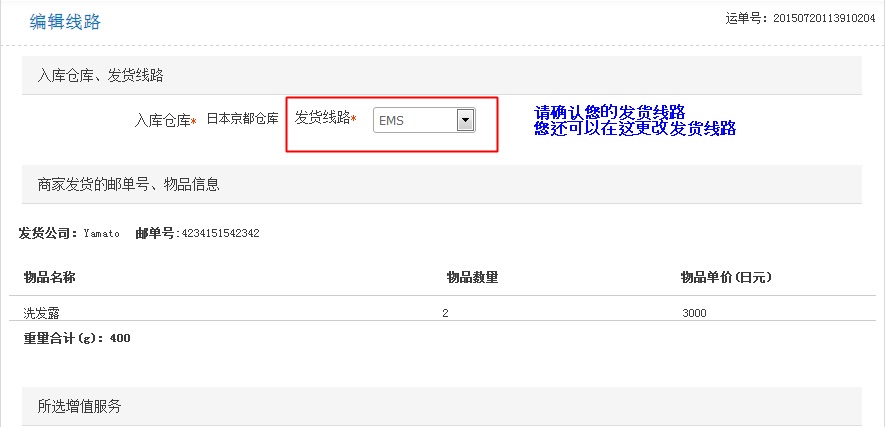 编辑线路
运单号：20150720113910204
入库仓库、发货线路
入库仓库* 日本京都仓库 发货线路* EMS
请确认您的发货线路
您还可以在这更改发货线路
商家发货的邮单号、物品信息
发货公司：Yamato 邮单号:4234151542342
物品名称 物品数量 物品单价(日元)
洗发露 2 3000
重量合计(g)：400
所选增值服务